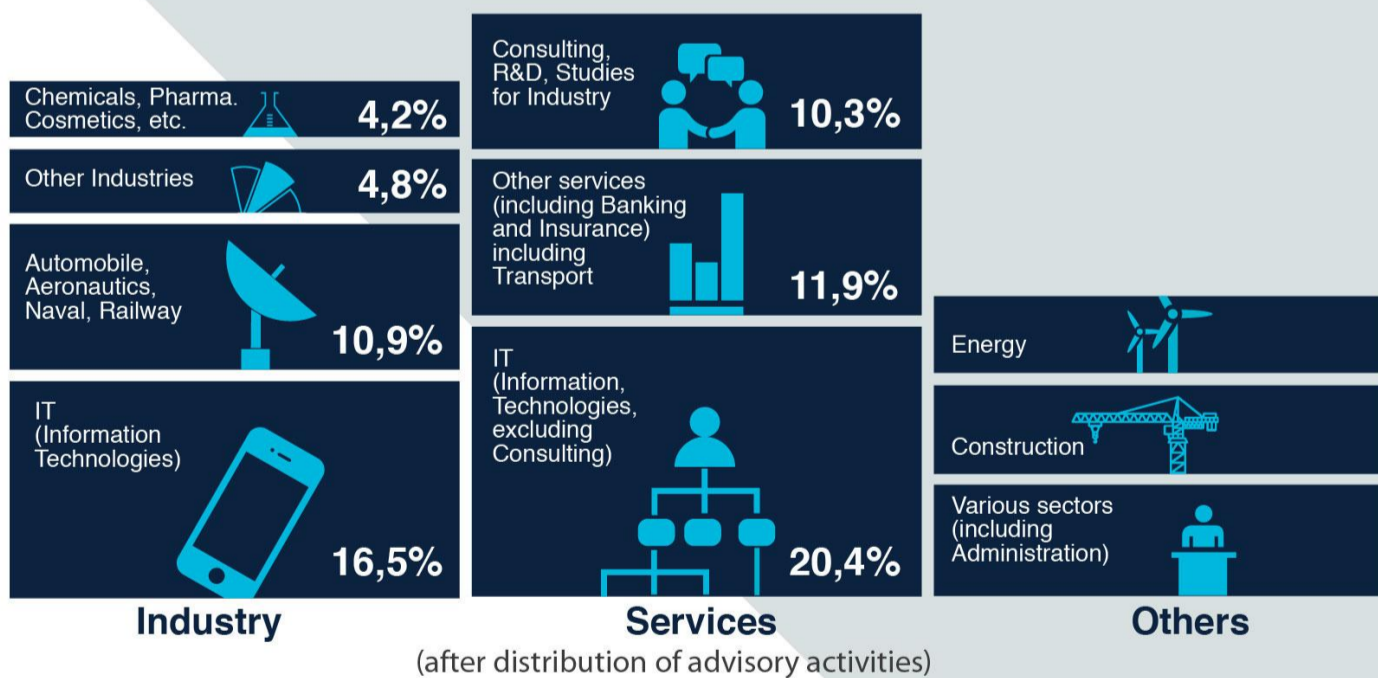 Chemicals, Pharma.
Cosmetics, etc.
4,2%
Other Industries
4,8%
Automobile,
Aeronautics,
Naval, Railway
10,9%
IT
(Information
Technologies)
16,5%
Industry
Consulting,
R&D, Studies
for Industry
10,3%
Other services
(including Banking
and Insurance)
including
Transport
11,9%
IT
(Information,
Technologies,
excluding
Consulting)
20,4%
Services
Energy
Construction
Various sectors
(including
Administration)
Others
(after distribution of advisory activities)